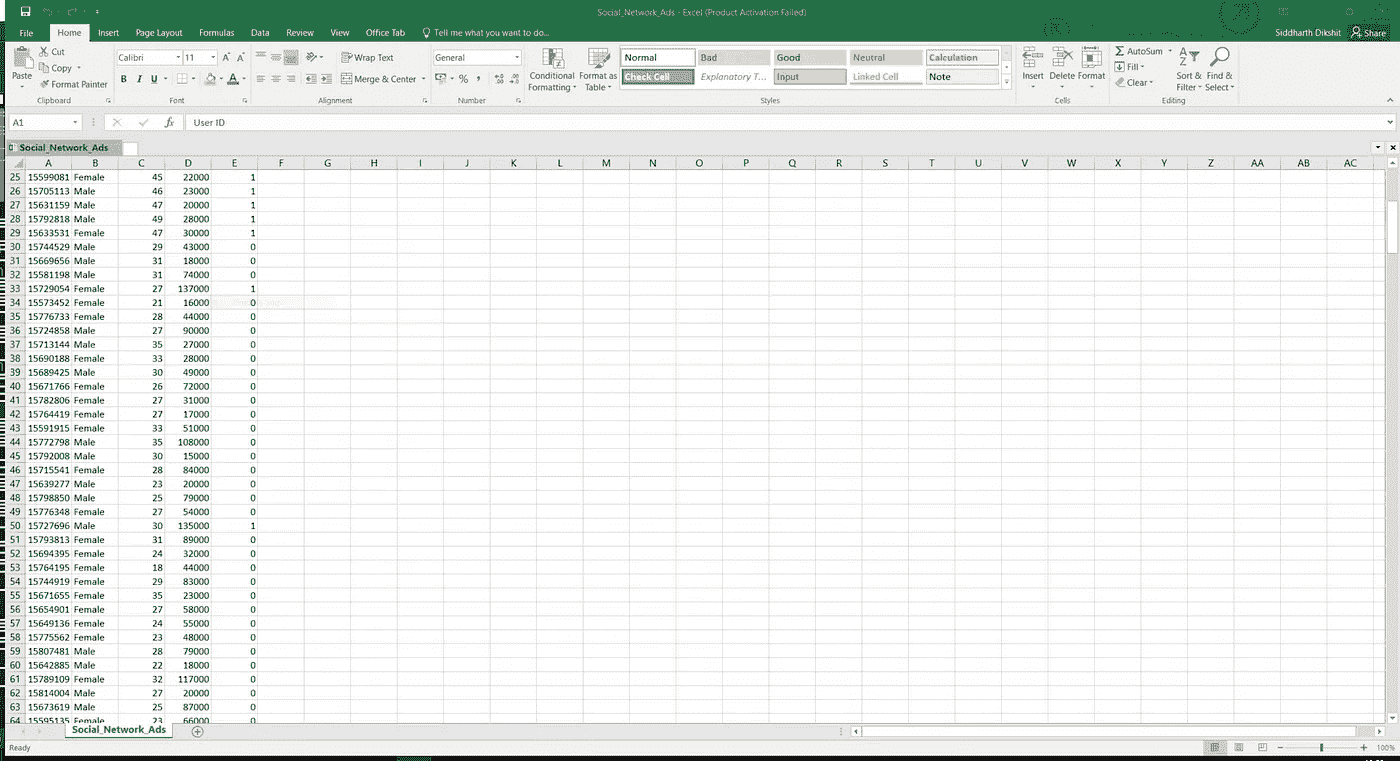 Social_Network_Ads - Excel (Product Activation Failed)
File Home Insert Page Layout Formulas Data Review View Office Tab Tell me what you want to do... Siddharth Dikshit Share
Paste
Cut
Copy
Format Painter
Clipboard
Calibri 11
B I U
Font
Wrap Text
Merge & Center
Alignment
General
Number
Conditional Formatting
Format as Table
Normal Bad Good Neutral Calculation
Check Cell Explanatory T... Input Linked Cell Note
Styles
Insert Delete Format
Cells
AutoSum
Fill
Clear
Sort & Filter
Find & Select
Editing
A1 fx User ID
Social_Network_Ads
A B C D E F G H I J K L M N O P Q R S T U V W X Y Z AA AB AC
25 15599081 Female 45 22000 1
26 15705113 Male 46 23000 1
27 15631159 Male 47 20000 1
28 15792818 Male 49 28000 1
29 15633531 Female 47 30000 1
30 15744529 Male 29 43000 0
31 15669656 Male 31 18000 0
32 15581198 Male 31 74000 0
33 15729054 Female 27 137000 1
34 15573452 Female 21 16000 0
35 15776733 Female 28 44000 0
36 15724858 Male 27 90000 0
37 15713144 Male 35 27000 0
38 15690188 Female 33 28000 0
39 15689425 Male 30 49000 0
40 15671766 Female 26 72000 0
41 15782806 Female 27 31000 0
42 15764419 Female 27 17000 0
43 15591915 Female 33 51000 0
44 15772798 Male 35 108000 0
45 15792008 Male 30 15000 0
46 15715541 Female 28 84000 0
47 15639277 Male 23 20000 0
48 15798850 Male 25 79000 0
49 15776348 Female 27 54000 0
50 15727696 Male 30 135000 1
51 15793813 Female 31 89000 0
52 15694395 Female 24 32000 0
53 15764195 Female 18 44000 0
54 15744919 Female 29 83000 0
55 15671655 Female 35 23000 0
56 15654901 Female 27 58000 0
57 15649136 Female 24 55000 0
58 15775562 Female 23 48000 0
59 15807481 Male 28 79000 0
60 15642885 Male 22 18000 0
61 15789109 Female 32 117000 0
62 15814004 Male 27 20000 0
63 15673619 Male 25 87000 0
64 15595135 Female 23 66000 0
Social_Network_Ads
Ready 100%